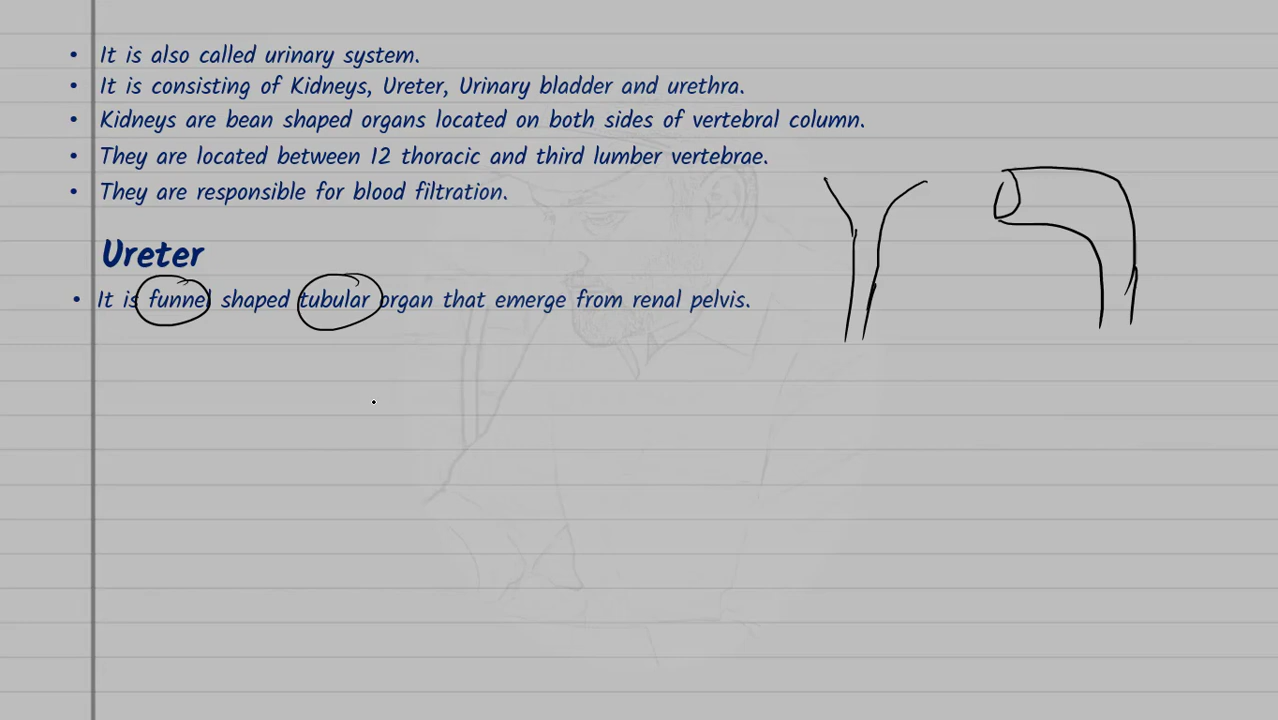 • It is also called urinary system.
• It is consisting of Kidneys, Ureter, Urinary bladder and urethra.
• Kidneys are bean shaped organs located on both sides of vertebral column.
• They are located between 12 thoracic and third lumber vertebrae.
• They are responsible for blood filtration.
Ureter
• It is funnel shaped tubular organ that emerge from renal pelvis.